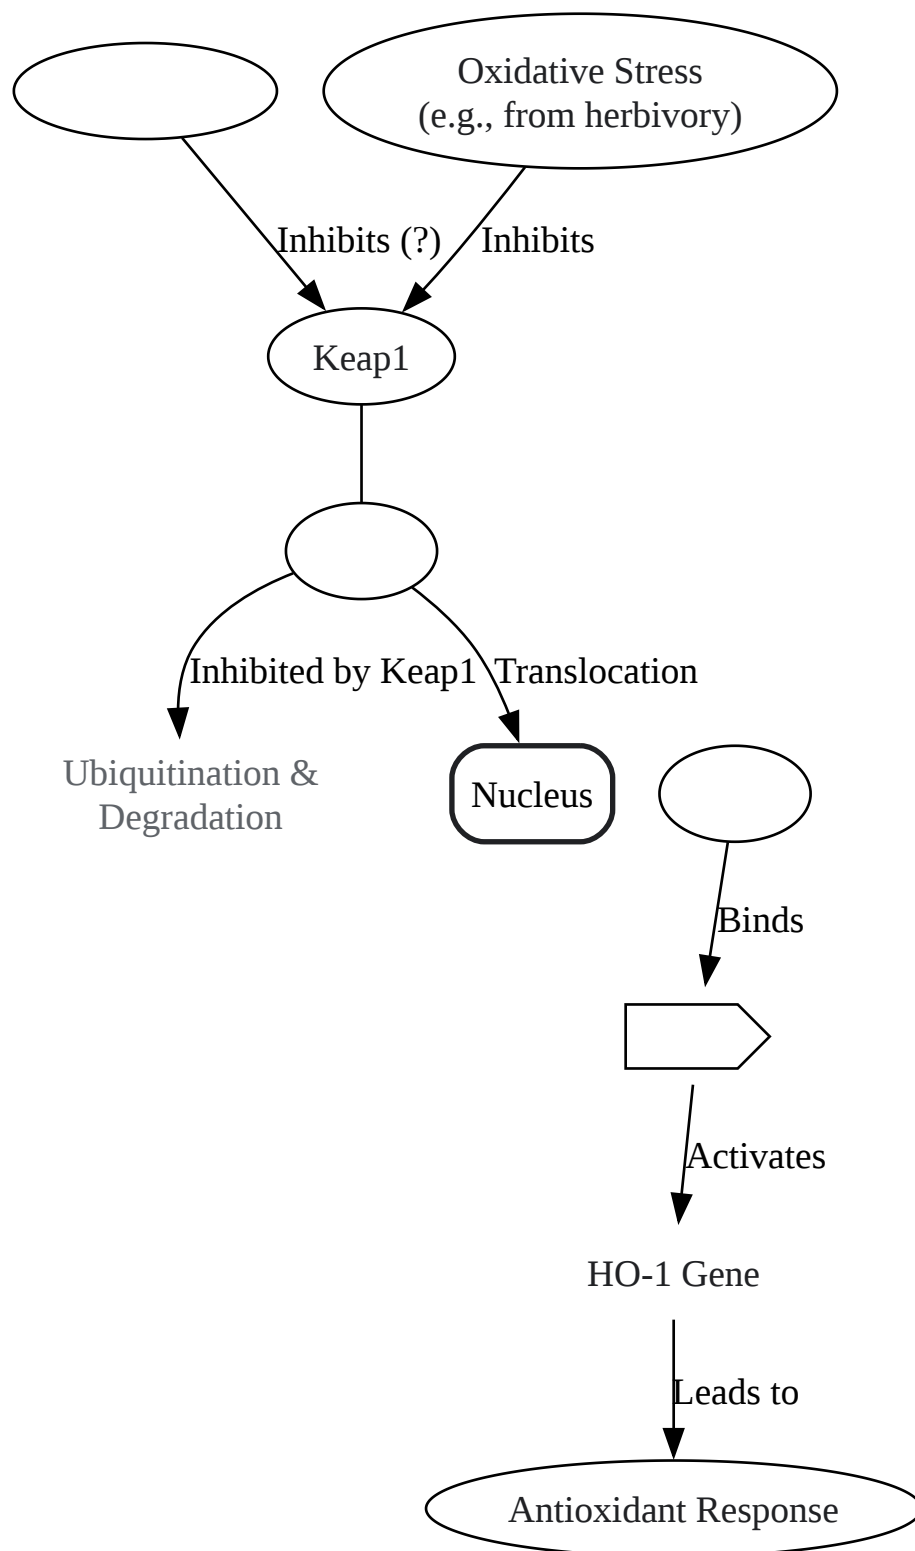 Oxidative Stress
(e.g., from herbivory)
Inhibits (?)
Inhibits
Keap1
Inhibited by Keap1
Translocation
Ubiquitination &
Degradation
Nucleus
Binds
Activates
HO-1 Gene
Leads to
Antioxidant Response